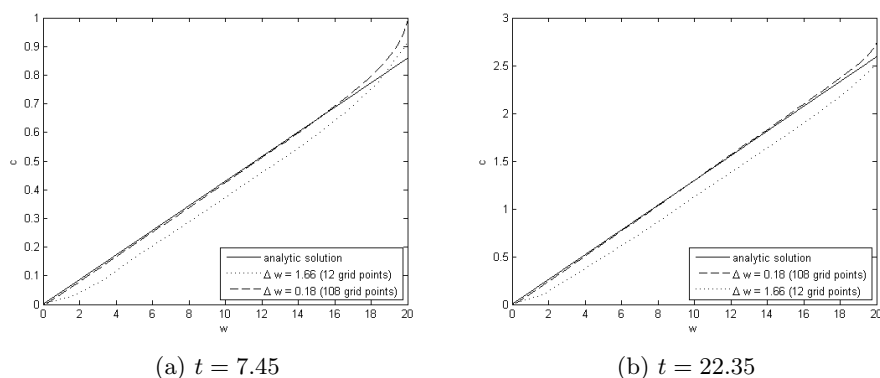 1
0.9
0.8
0.7
0.6
0.5
0.4
0.3
0.2
0.1
0
c
analytic solution
Δ w = 1.66 (12 grid points)
Δ w = 0.18 (108 grid points)
0 2 4 6 8 10 12 14 16 18 20
w
(a) t = 7.45
3
2.5
2
1.5
1
0.5
0
c
analytic solution
Δ w = 0.18 (108 grid points)
Δ w = 1.66 (12 grid points)
0 2 4 6 8 10 12 14 16 18 20
w
(b) t = 22.35